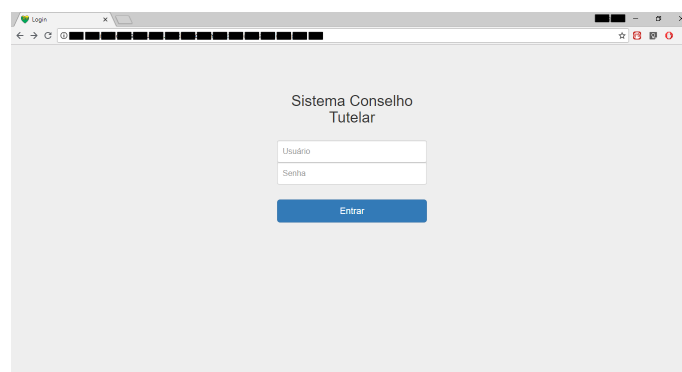 Login
Sistema Conselho
Tutelar
Usuário
Senha
Entrar